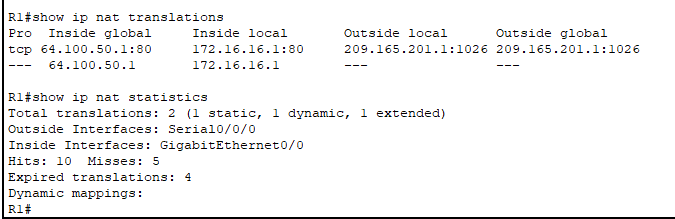 R1#show ip nat translations
Pro  Inside global     Inside local       Outside local      Outside global
tcp 64.100.50.1:80     172.16.16.1:80     209.165.201.1:1026 209.165.201.1:1026
---  64.100.50.1       172.16.16.1        ---                ---
R1#show ip nat statistics
Total translations: 2 (1 static, 1 dynamic, 1 extended)
Outside Interfaces: Serial0/0/0
Inside Interfaces: GigabitEthernet0/0
Hits: 10  Misses: 5
Expired translations: 4
Dynamic mappings:
R1#